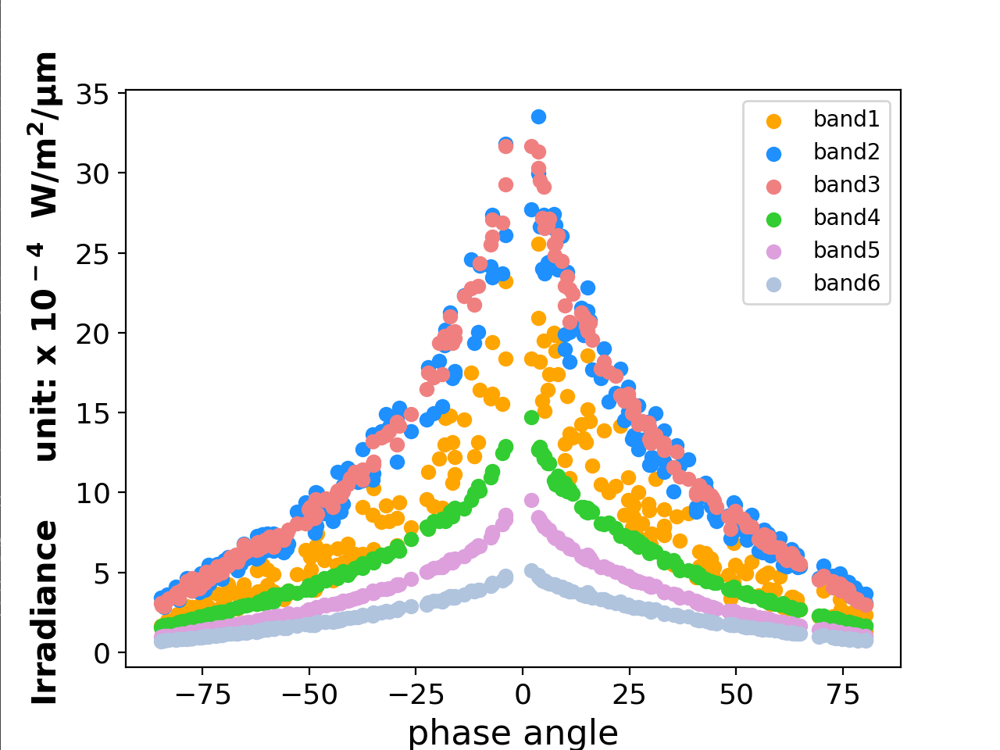 Irradiance unit: x 10⁻⁴ W/m²/μm
35
30
25
20
15
10
5
0
−75 −50 −25 0 25 50 75
phase angle
band1
band2
band3
band4
band5
band6